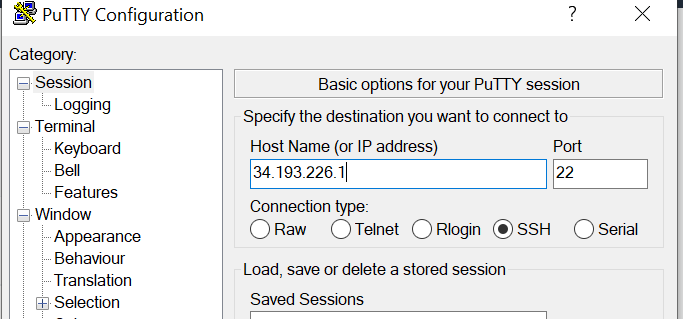 PuTTY Configuration ?
Category:
Session
Logging
Terminal
Keyboard
Bell
Features
Window
Appearance
Behaviour
Translation
Selection
Basic options for your PuTTY session
Specify the destination you want to connect to
Host Name (or IP address) Port
34.193.226.1 22
Connection type:
Raw Telnet Rlogin SSH Serial
Load, save or delete a stored session
Saved Sessions